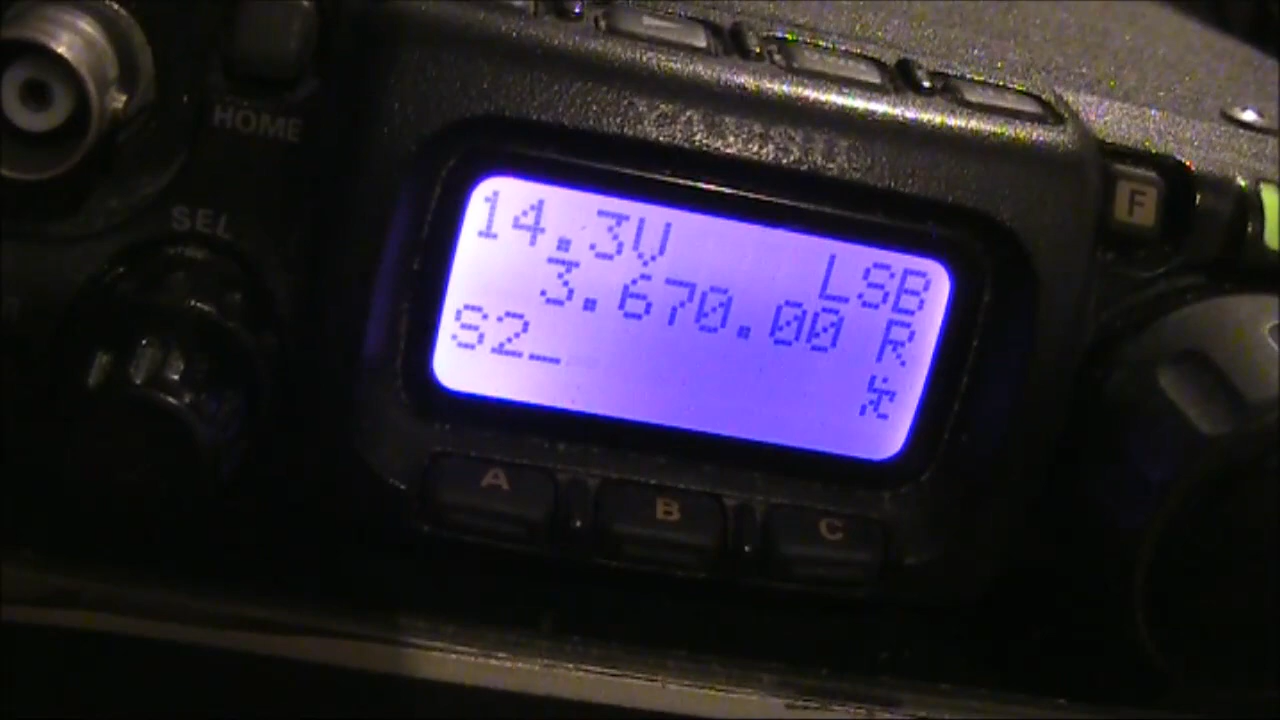 HOME
SEL
F
14.3V
LSB
3.670.00 R
S2_
A B C